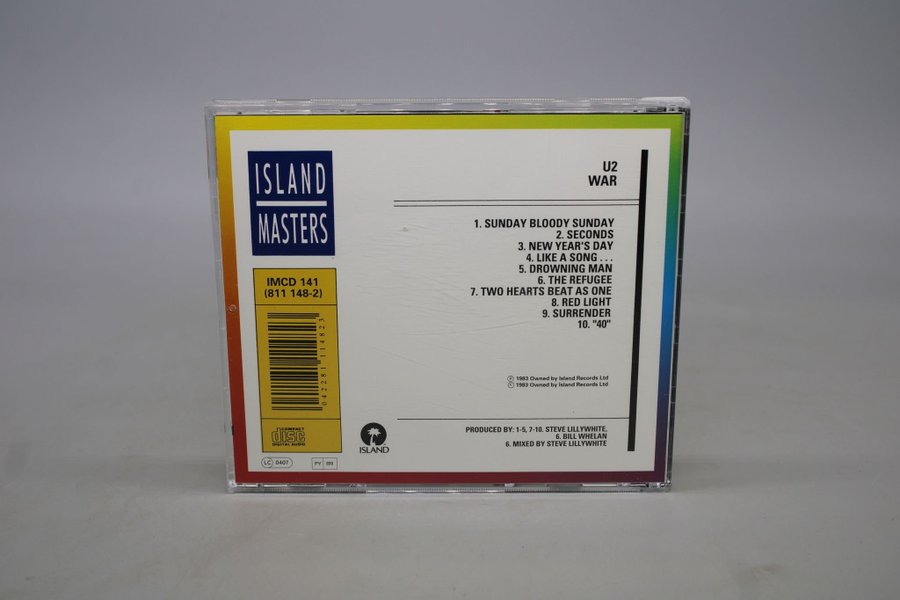 ISLAND
MASTERS
IMCD 141
(811 148-2)
042281 114823
COMPACT
disc
DIGITAL AUDIO
LC 0407
PY 899
ISLAND
U2
WAR
1. SUNDAY BLOODY SUNDAY
2. SECONDS
3. NEW YEAR'S DAY
4. LIKE A SONG . . .
5. DROWNING MAN
6. THE REFUGEE
7. TWO HEARTS BEAT AS ONE
8. RED LIGHT
9. SURRENDER
10. "40"
Ⓟ 1983 Owned by Island Records Ltd
© 1983 Owned by Island Records Ltd
PRODUCED BY: 1-5, 7-10. STEVE LILLYWHITE,
6. BILL WHELAN
6. MIXED BY STEVE LILLYWHITE